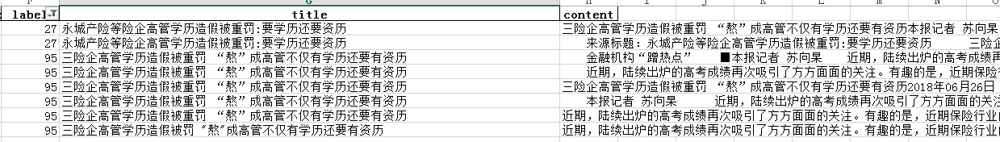 F G H I J K L M N O
label title content
27 永城产险等险企高管学历造假被重罚:要学历还要资历 三险企高管学历造假被重罚 “熬”成高管不仅有学历还要有资历本报记者 苏向杲
27 永城产险等险企高管学历造假被重罚:要学历还要资历 来源标题：永城产险等险企高管学历造假被重罚:要学历还要资历 三险企
95 三险企高管学历造假被重罚 “熬”成高管不仅有学历还要有资历 金融机构“蹭热点” ■本报记者 苏向杲 近期，陆续出炉的高考成绩再
95 三险企高管学历造假被重罚 “熬”成高管不仅有学历还要有资历 近期，陆续出炉的高考成绩再次吸引了方方面面的关注。有趣的是，近期保险行
95 三险企高管学历造假被重罚 “熬”成高管不仅有学历还要有资历 三险企高管学历造假被重罚 “熬”成高管不仅有学历还要有资历2018年06月26日
95 三险企高管学历造假被重罚 “熬”成高管不仅有学历还要有资历 本报记者 苏向杲 近期，陆续出炉的高考成绩再次吸引了方方面面的关注
95 三险企高管学历造假被重罚 “熬”成高管不仅有学历还要有资历 近期，陆续出炉的高考成绩再次吸引了方方面面的关注。有趣的是，近期保险行业的
95 三险企高管学历造假被罚 "熬"成高管不仅有学历还要有资历 近期，陆续出炉的高考成绩再次吸引了方方面面的关注。有趣的是，近期保险行业的